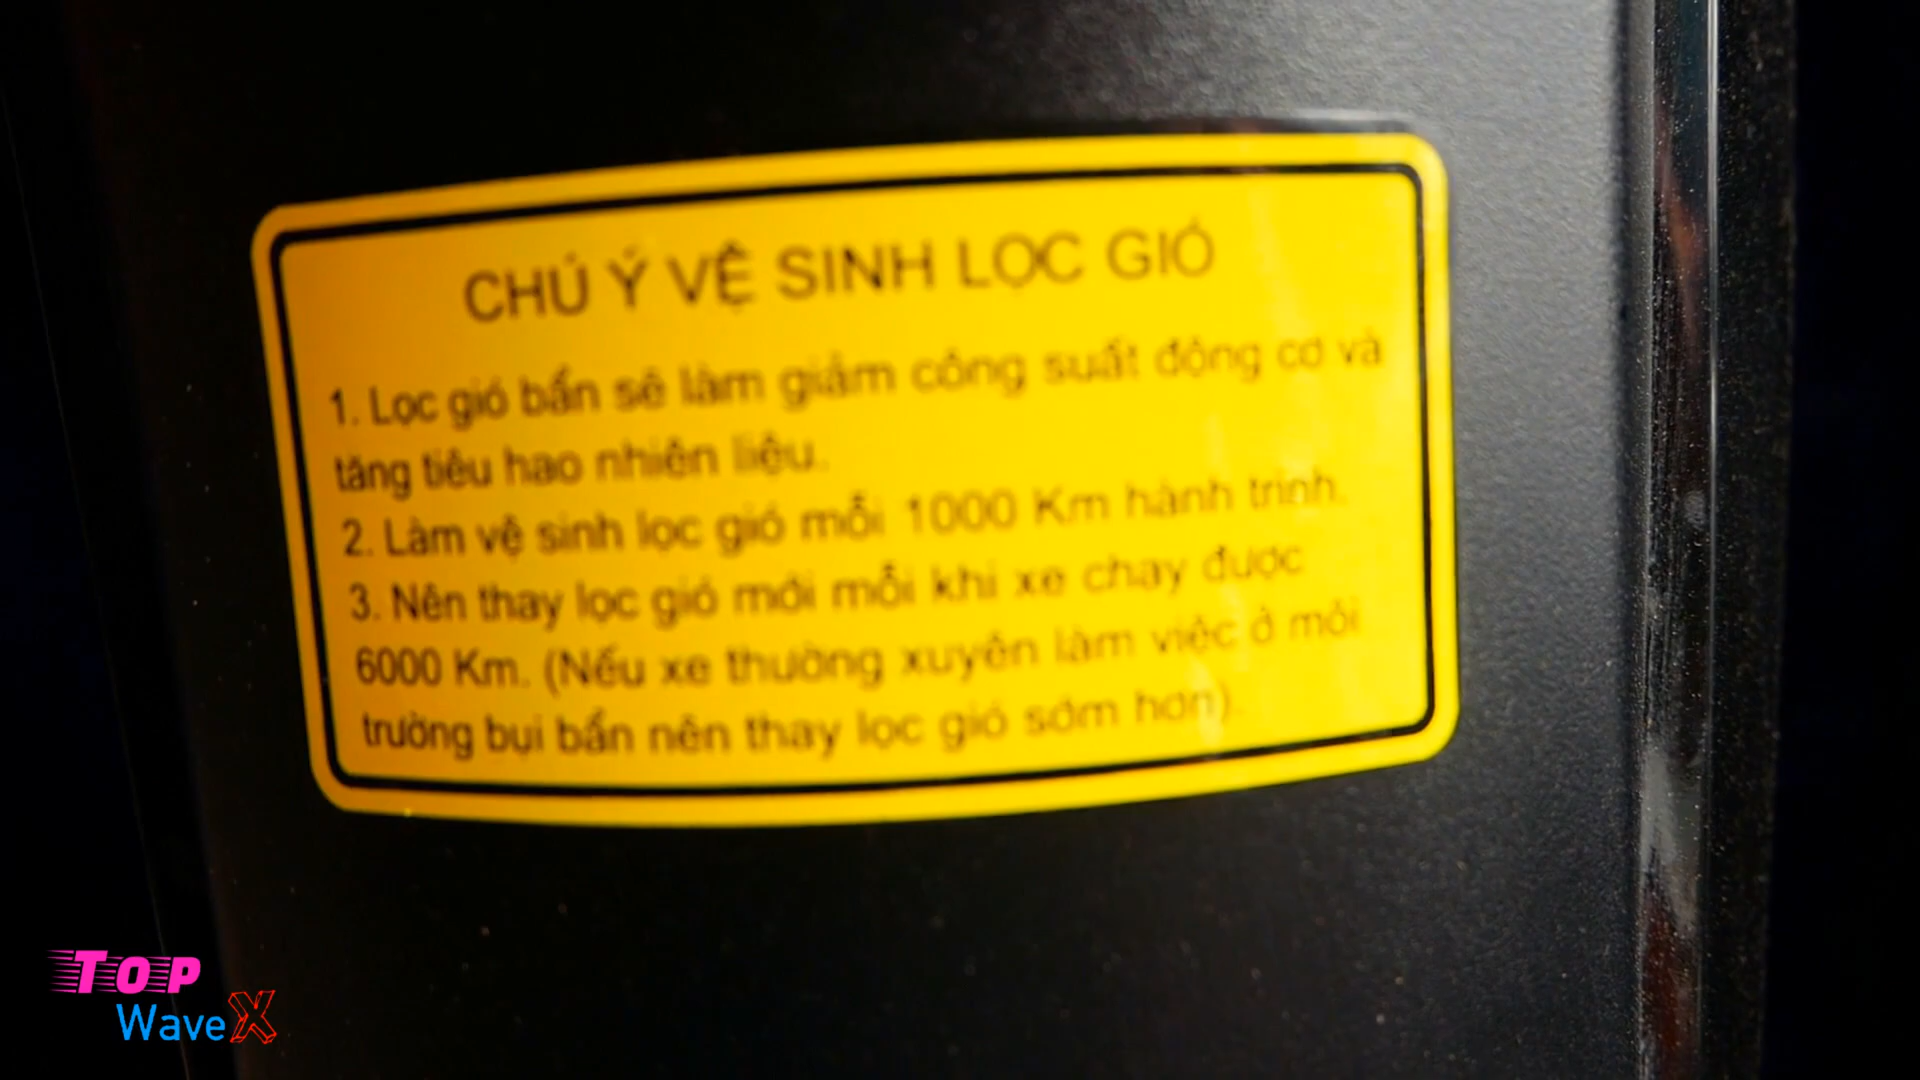 CHÚ Ý VỆ SINH LỌC GIÓ
1. Lọc gió bẩn sẽ làm giảm công suất động cơ và
tăng tiêu hao nhiên liệu.
2. Làm vệ sinh lọc gió mỗi 1000 Km hành trình.
3. Nên thay lọc gió mới mỗi khi xe chạy được
6000 Km. (Nếu xe thường xuyên làm việc ở môi
trường bụi bẩn nên thay lọc gió sớm hơn).
Top
Wave X